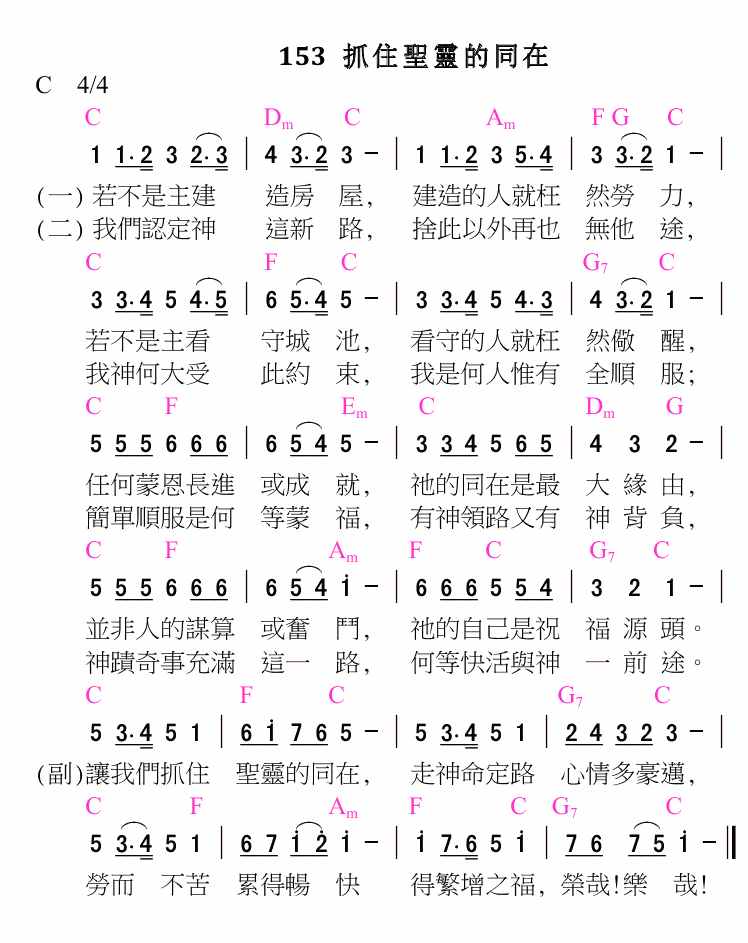 153 抓住聖靈的同在
C 4/4
C Dm C Am F G C
1 1·2 3 2·3 | 4 3·2 3 – | 1 1·2 3 5·4 | 3 3·2 1 – |
(一) 若不是主建 造房 屋, 建造的人就枉 然勞 力,
(二) 我們認定神 這新 路, 捨此以外再也 無他 途,
C F C G7 C
3 3·4 5 4·5 | 6 5·4 5 – | 3 3·4 5 4·3 | 4 3·2 1 – |
若不是主看 守城 池, 看守的人就枉 然儆 醒,
我神何大受 此約 束, 我是何人惟有 全順 服;
C F Em C Dm G
5 5 5 6 6 6 | 6 5 4 5 – | 3 3 4 5 6 5 | 4 3 2 – |
任何蒙恩長進 或成 就, 祂的同在是最 大 緣 由,
簡單順服是何 等蒙 福, 有神領路又有 神 背 負,
C F Am F C G7 C
5 5 5 6 6 6 | 6 5 4 i – | 6 6 6 5 5 4 | 3 2 1 – |
並非人的謀算 或奮 鬥, 祂的自己是祝 福 源 頭。
神蹟奇事充滿 這一 路, 何等快活與神 一 前 途。
C F C G7 C
5 3·4 5 1 | 6 i 7 6 5 – | 5 3·4 5 1 | 2 4 3 2 3 – |
(副)讓我們抓住 聖靈的同在, 走神命定路 心情多豪邁,
C F Am F C G7 C
5 3·4 5 1 | 6 7 i 2̇ i – | i 7·6 5 i | 7 6 7 5 i – ‖
勞而 不苦 累得暢 快 得繁增之福, 榮哉!樂 哉!